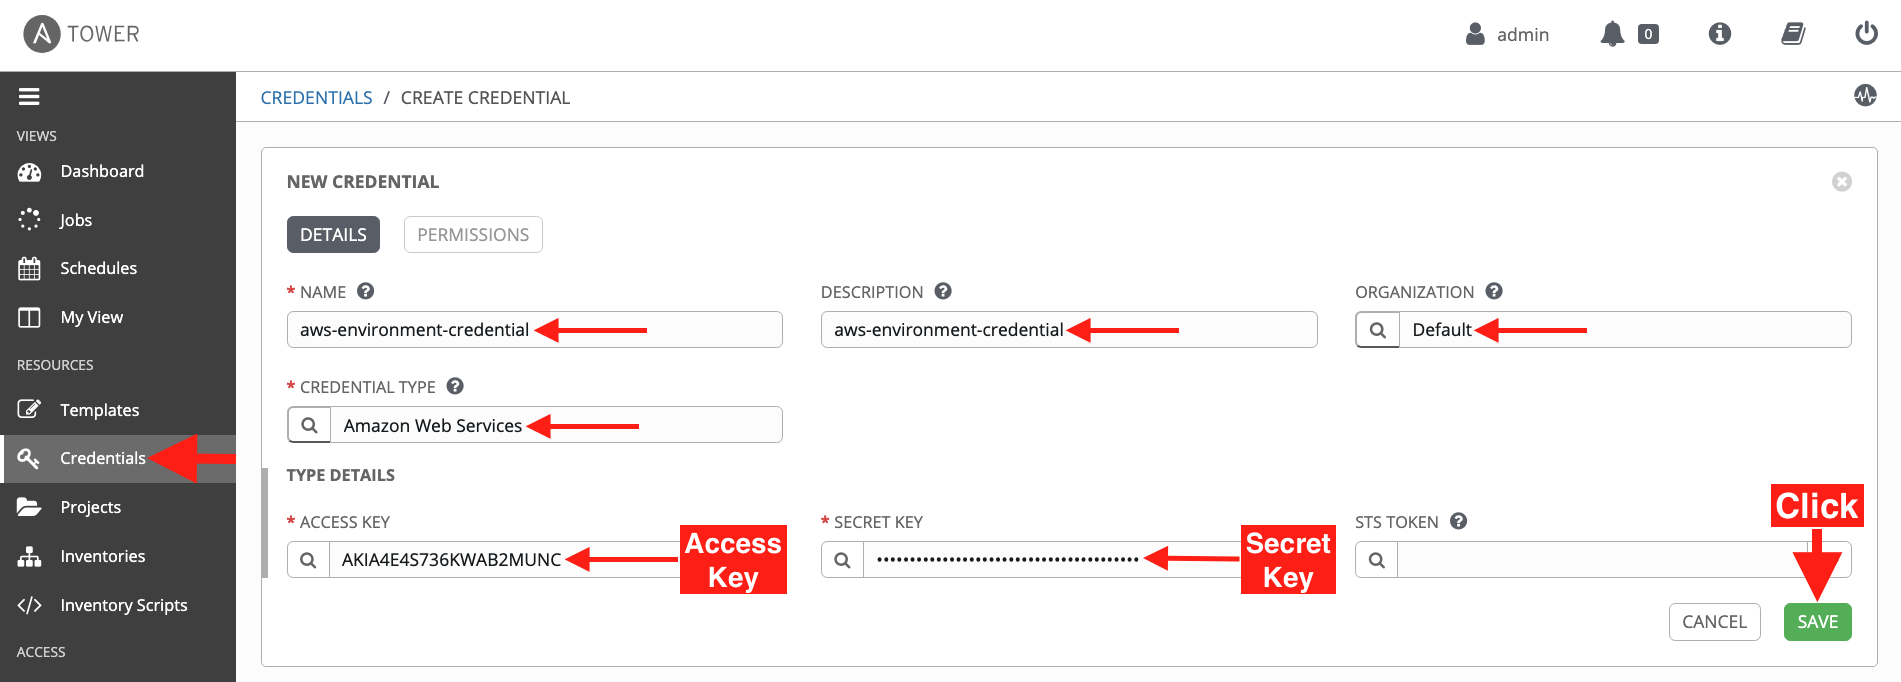 TOWER
admin
0
CREDENTIALS / CREATE CREDENTIAL
VIEWS
Dashboard
Jobs
Schedules
My View
RESOURCES
Templates
Credentials
Projects
Inventories
Inventory Scripts
ACCESS
NEW CREDENTIAL
DETAILS
PERMISSIONS
* NAME
DESCRIPTION
ORGANIZATION
aws-environment-credential
aws-environment-credential
Default
* CREDENTIAL TYPE
Amazon Web Services
TYPE DETAILS
* ACCESS KEY
* SECRET KEY
STS TOKEN
AKIA4E4S736KWAB2MUNC
Access
Key
••••••••••••••••••••••••••••••••••••••••
Secret
Key
Click
CANCEL
SAVE